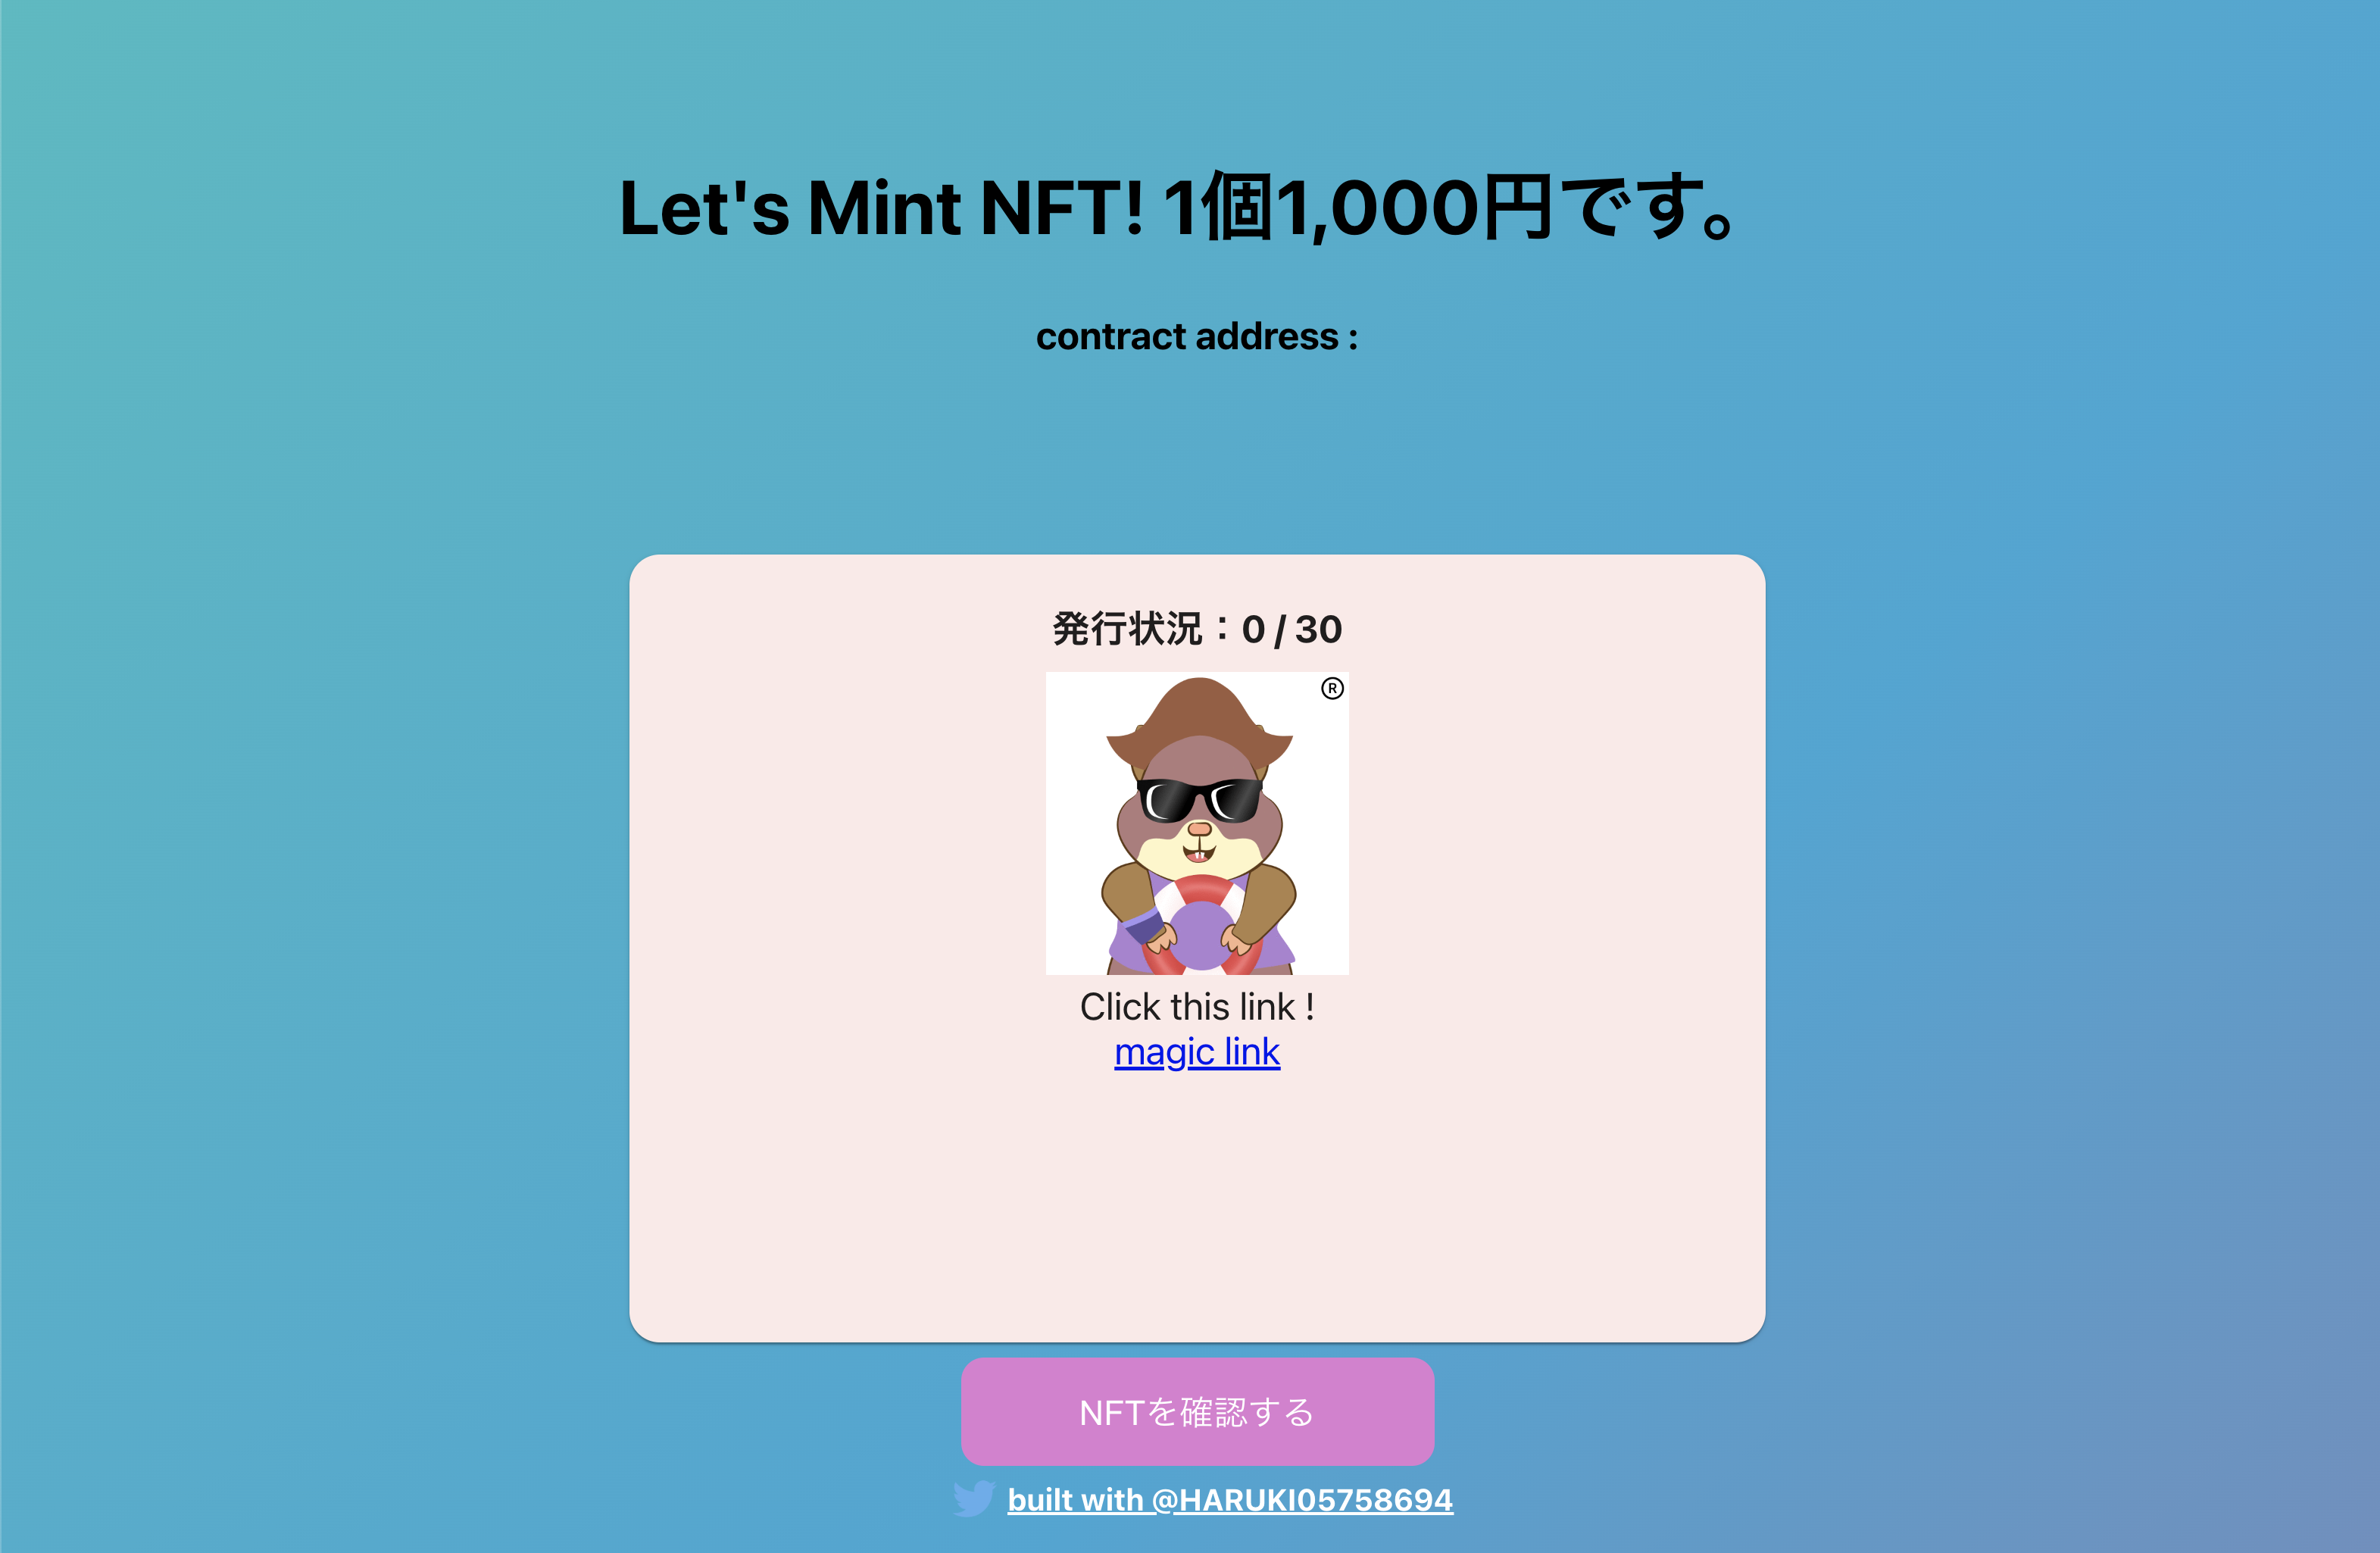 Let's Mint NFT! 1個1,000円です。
contract address :
発行状況：0 / 30
®
Click this link !
magic link
NFTを確認する
built with @HARUKI05758694